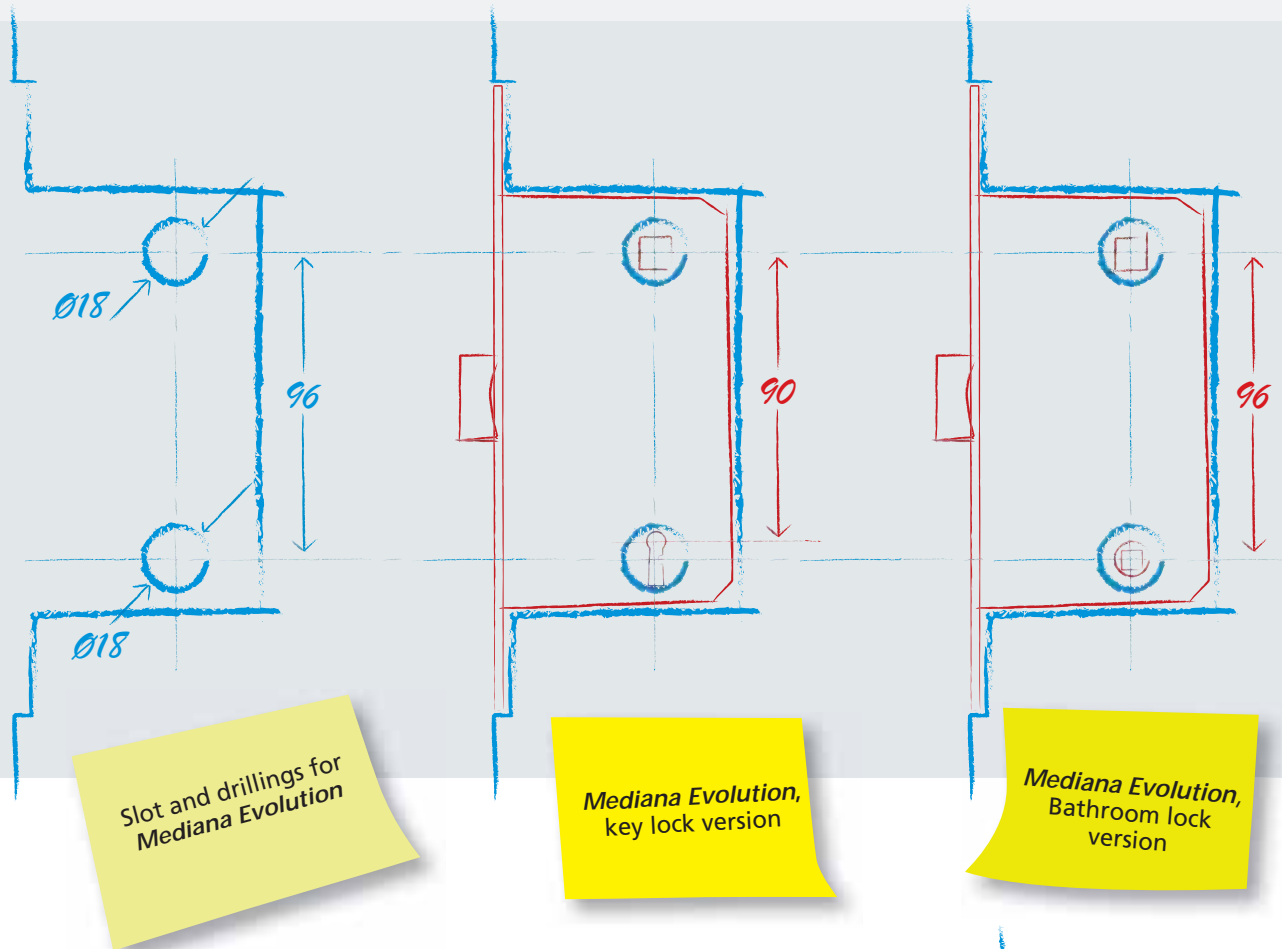 Ø18
96
Ø18
90
96
Slot and drillings for
Mediana Evolution
Mediana Evolution,
key lock version
Mediana Evolution,
Bathroom lock
version